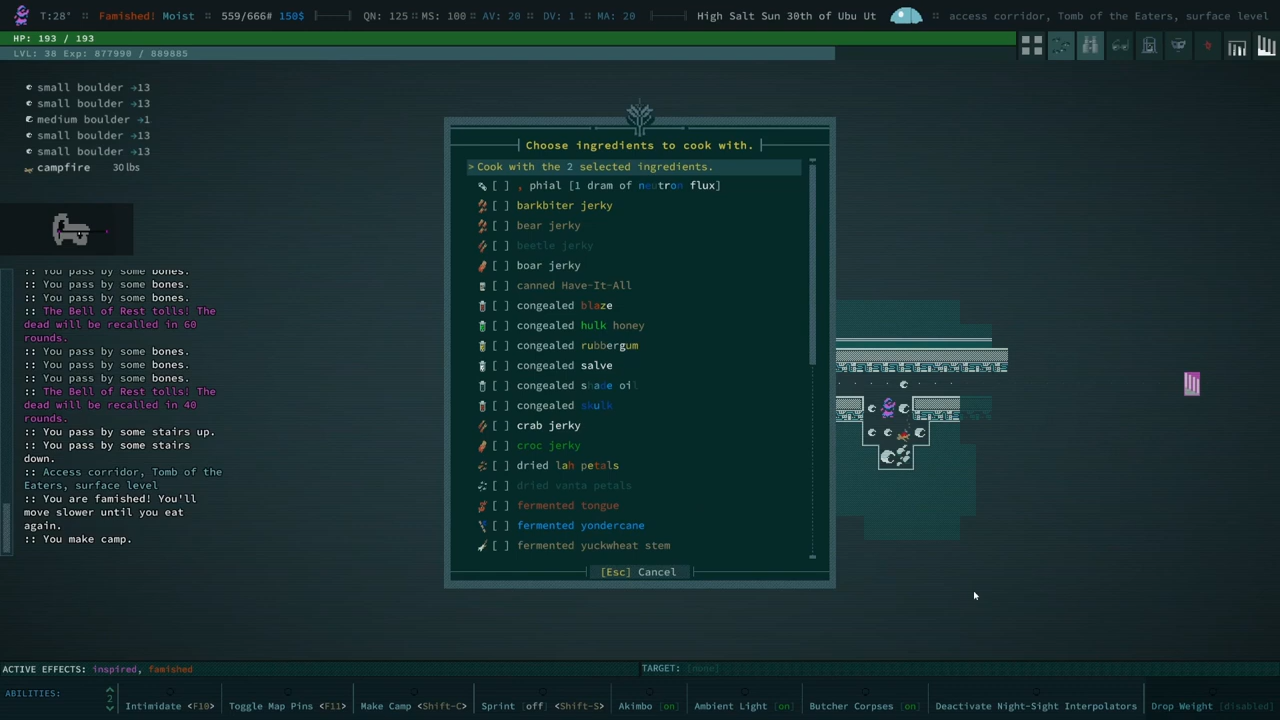 T:28° :: Famished! Moist :: 559/666# 150$ QN: 125 :: MS: 100 :: AV: 20 :: DV: 1 :: MA: 20 High Salt Sun 30th of Ubu Ut :: access corridor, Tomb of the Eaters, surface level
HP: 193 / 193
LVL: 38 Exp: 877990 / 889885
small boulder →13
small boulder →13
medium boulder →1
small boulder →13
small boulder →13
campfire 30 lbs
:: You pass by some bones.
:: You pass by some bones.
:: You pass by some bones.
:: The Bell of Rest tolls! The
dead will be recalled in 60
rounds.
:: You pass by some bones.
:: You pass by some bones.
:: The Bell of Rest tolls! The
dead will be recalled in 40
rounds.
:: You pass by some stairs up.
:: You pass by some stairs
down.
:: Access corridor, Tomb of the
Eaters, surface level
:: You are famished! You'll
move slower until you eat
again.
:: You make camp.
Choose ingredients to cook with.
> Cook with the 2 selected ingredients.
[ ] , phial [1 dram of neutron flux]
[ ] barkbiter jerky
[ ] bear jerky
[ ] beetle jerky
[ ] boar jerky
[ ] canned Have-It-All
[ ] congealed blaze
[ ] congealed hulk honey
[ ] congealed rubbergum
[ ] congealed salve
[ ] congealed shade oil
[ ] congealed skulk
[ ] crab jerky
[ ] croc jerky
[ ] dried lah petals
[ ] dried vanta petals
[ ] fermented tongue
[ ] fermented yondercane
[ ] fermented yuckwheat stem
[Esc] Cancel
ACTIVE EFFECTS: inspired, famished
TARGET: [none]
ABILITIES: 2 Intimidate <F10> Toggle Map Pins <F11> Make Camp <Shift-C> Sprint [off] <Shift-S> Akimbo [on] Ambient Light [on] Butcher Corpses [on] Deactivate Night-Sight Interpolators Drop Weight [disabled]